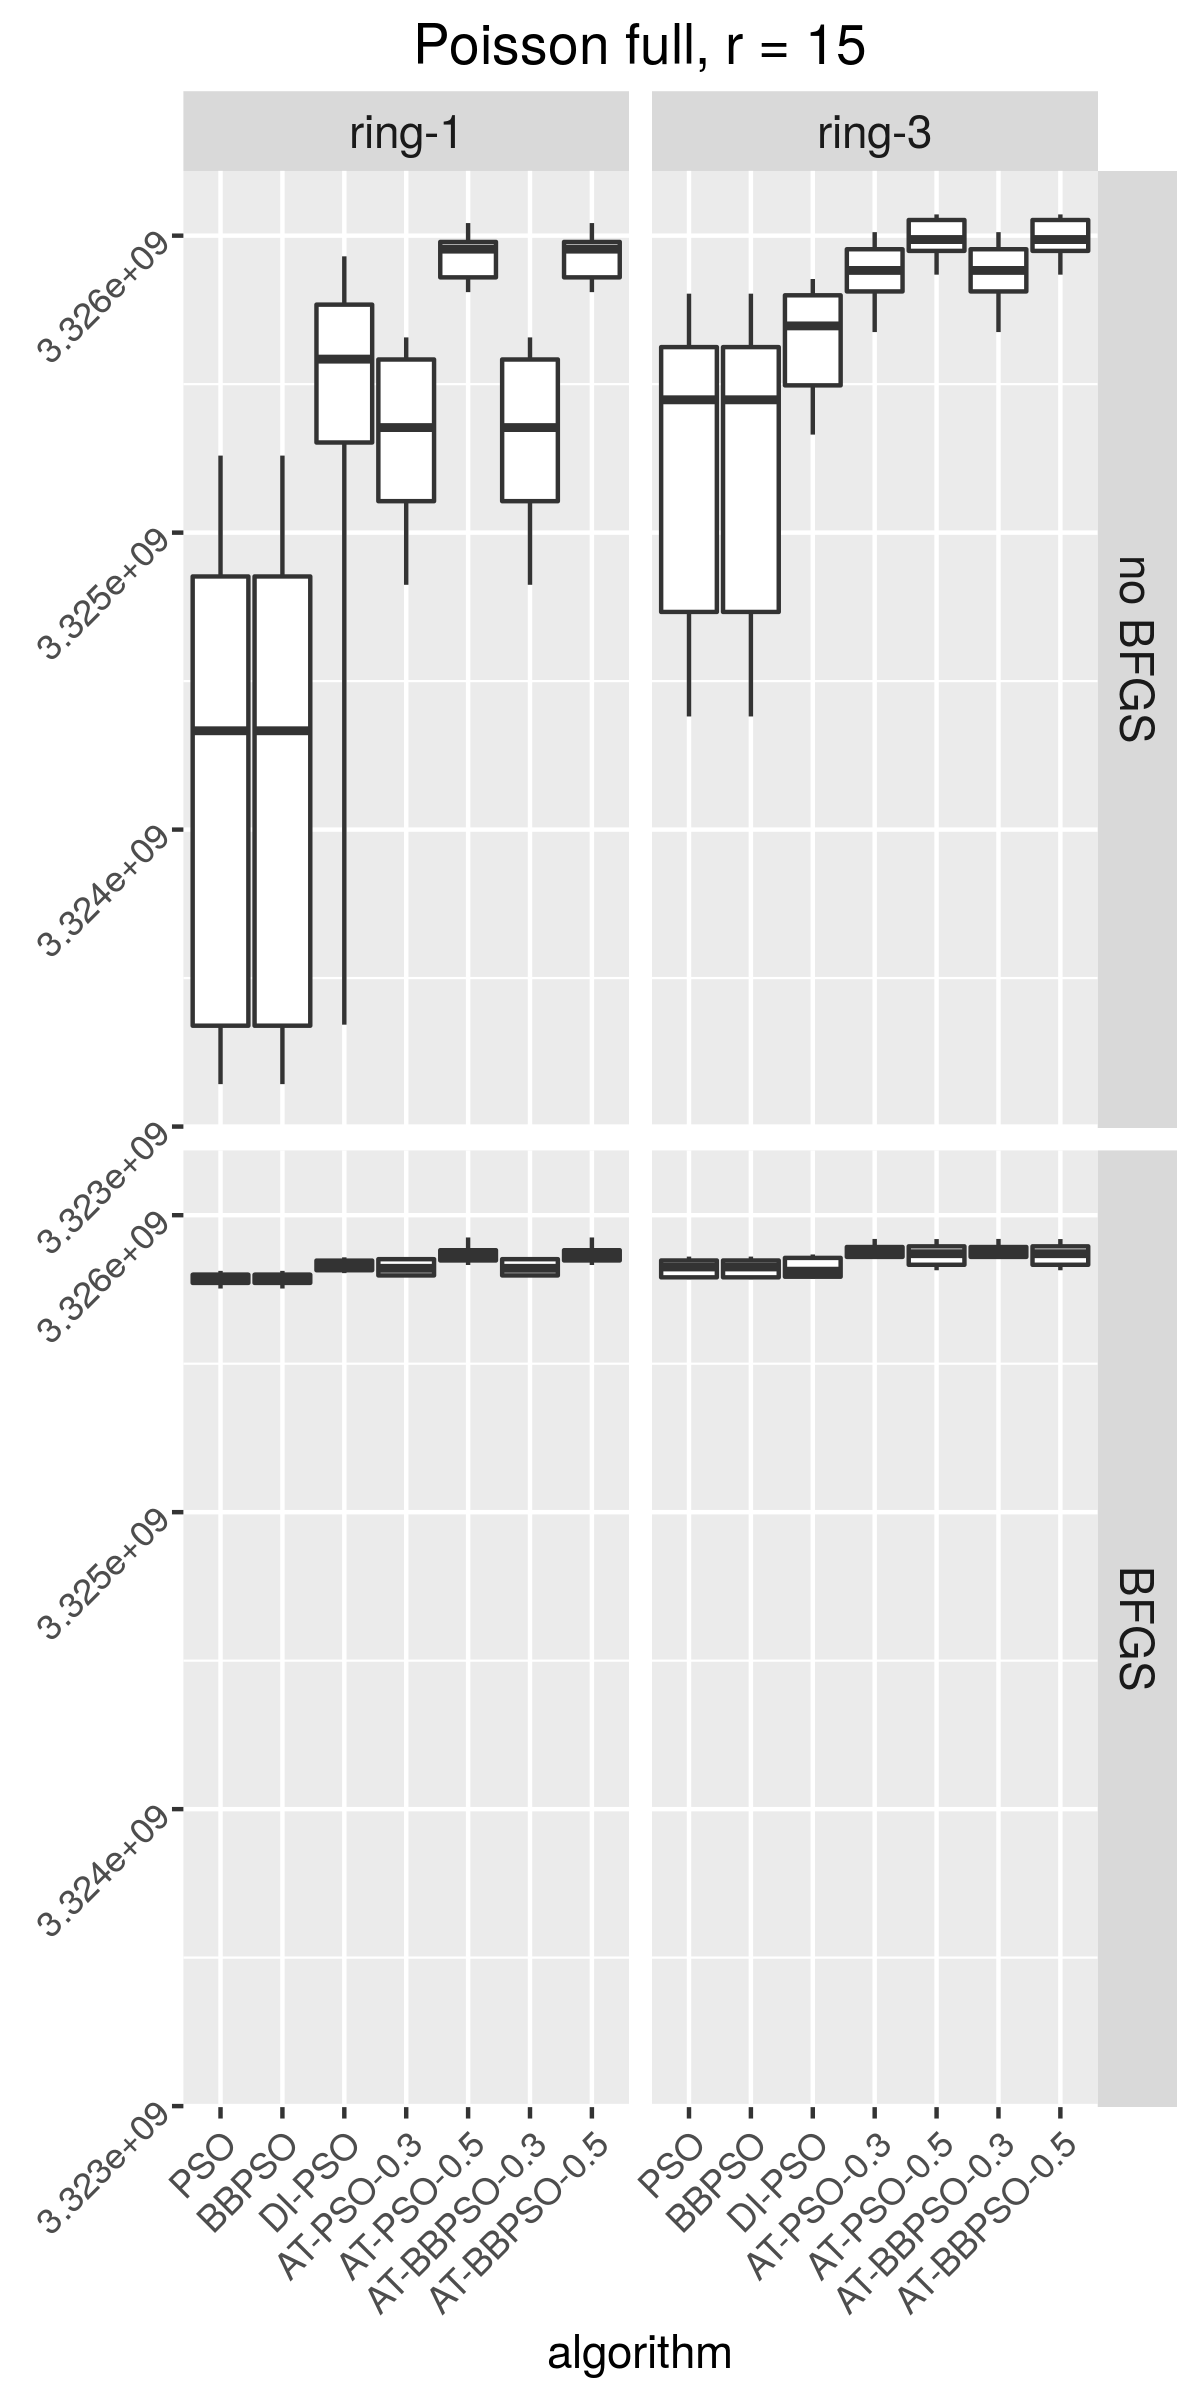 Poisson full, r = 15
ring-1
ring-3
3.326e+09
3.325e+09
3.324e+09
3.323e+09
no BFGS
3.326e+09
3.325e+09
3.324e+09
3.323e+09
BFGS
PSO
BBPSO
DI-PSO
AT-PSO-0.3
AT-PSO-0.5
AT-BBPSO-0.3
AT-BBPSO-0.5
PSO
BBPSO
DI-PSO
AT-PSO-0.3
AT-PSO-0.5
AT-BBPSO-0.3
AT-BBPSO-0.5
algorithm